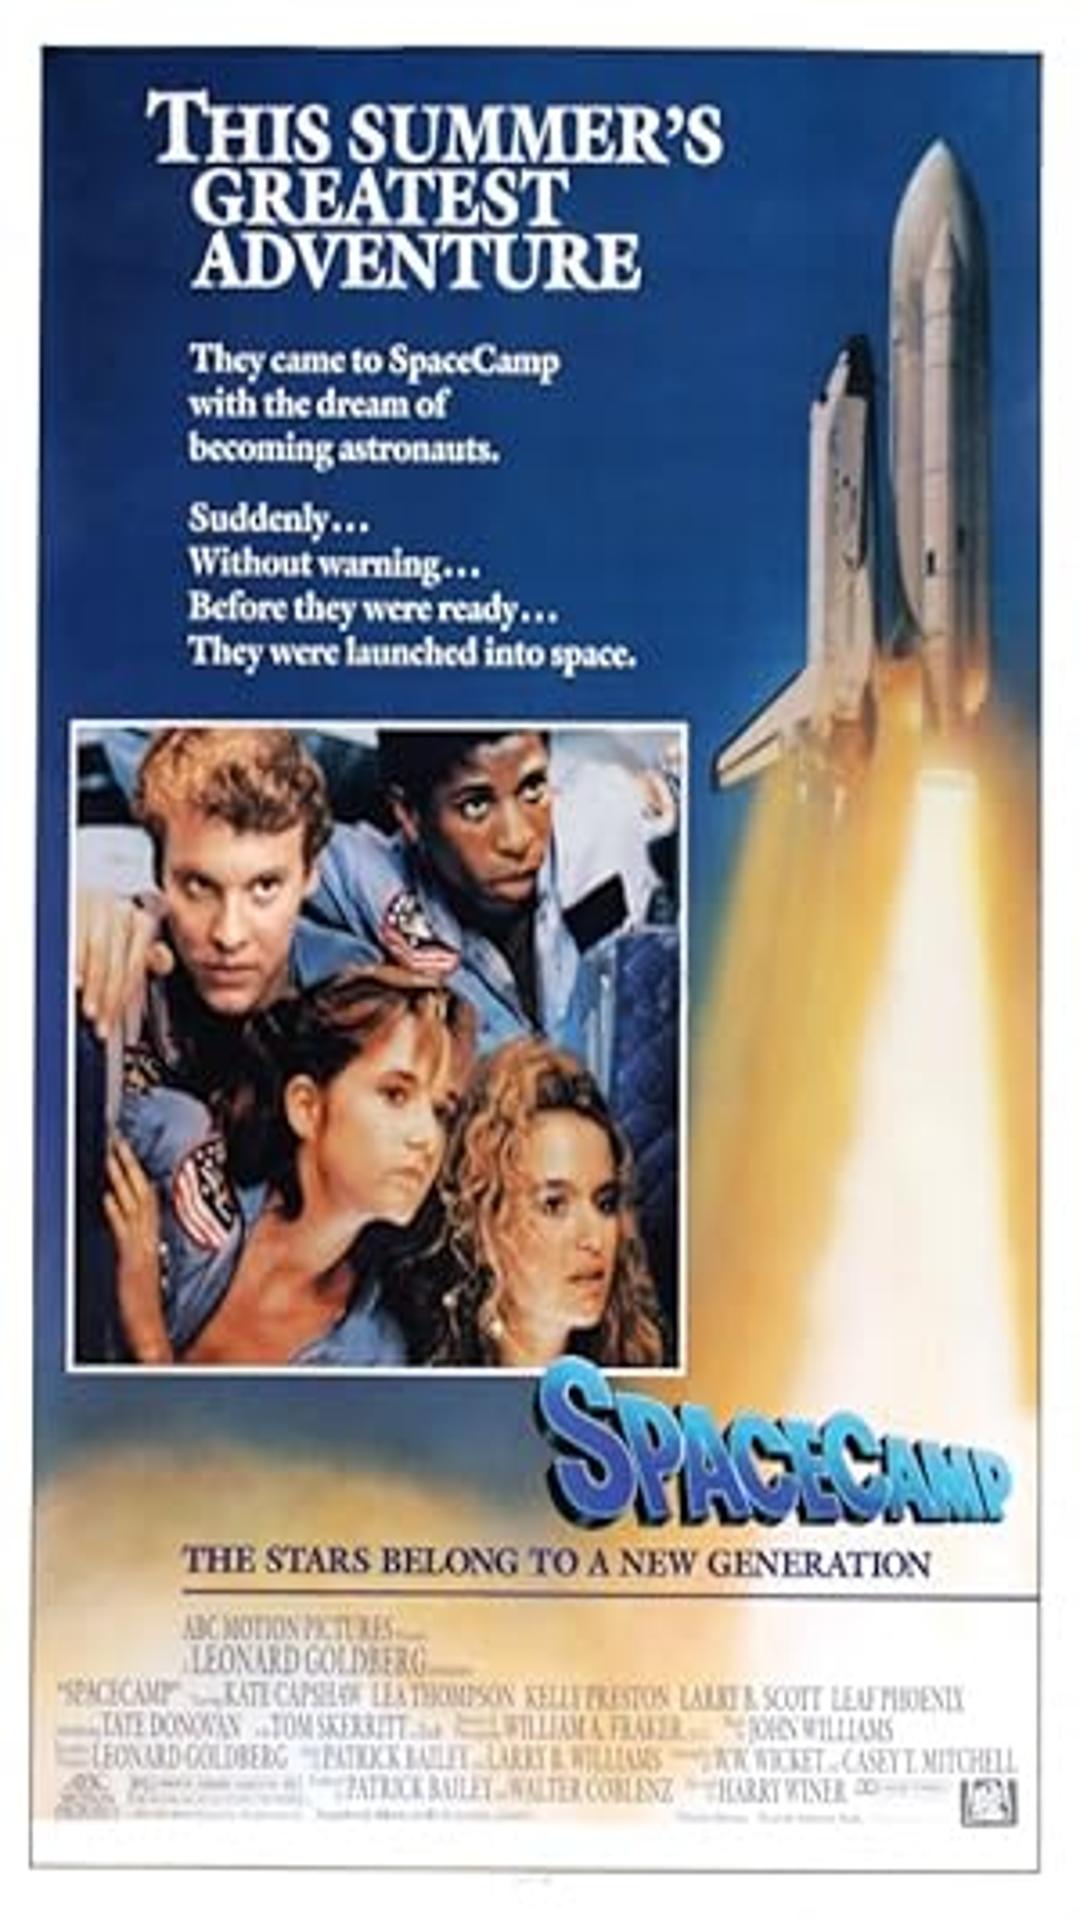 THIS SUMMER'S
GREATEST
ADVENTURE
They came to SpaceCamp
with the dream of
becoming astronauts.
Suddenly...
Without warning...
Before they were ready...
They were launched into space.
SPACECAMP
THE STARS BELONG TO A NEW GENERATION
ABC MOTION PICTURES
LEONARD GOLDBERG
"SPACECAMP" KATE CAPSHAW LEA THOMPSON KELLY PRESTON LARRY B. SCOTT LEAF PHOENIX
TATE DONOVAN TOM SKERRITT WILLIAM A. FRAKER JOHN WILLIAMS
LEONARD GOLDBERG PATRICK BAILEY LARRY B. WILLIAMS W.W. WICKET CASEY T. MITCHELL
PATRICK BAILEY WALTER COBLENZ HARRY WINER